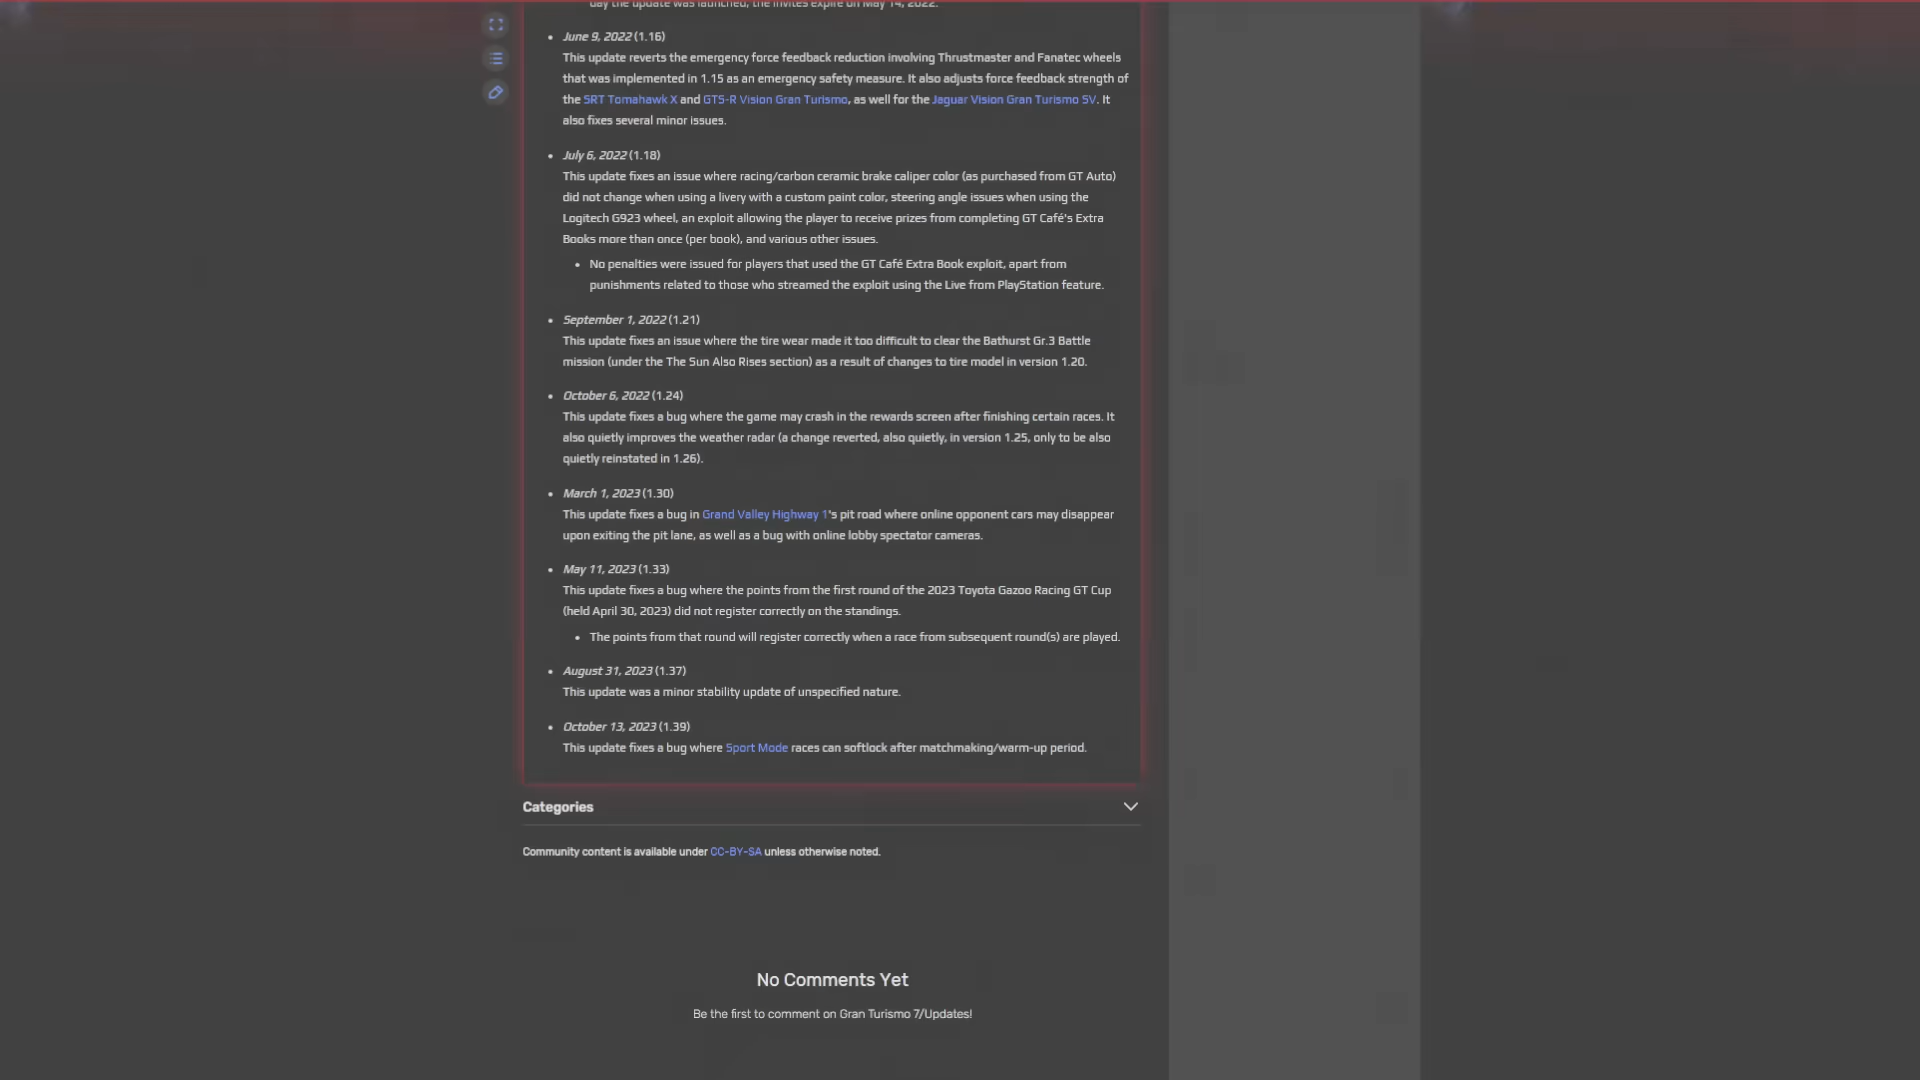 day the update was launched, the invites expire on May 14, 2022.
June 9, 2022 (1.16)
This update reverts the emergency force feedback reduction involving Thrustmaster and Fanatec wheels
that was implemented in 1.15 as an emergency safety measure. It also adjusts force feedback strength of
the SRT Tomahawk X and GTS-R Vision Gran Turismo, as well for the Jaguar Vision Gran Turismo SV. It
also fixes several minor issues.
July 6, 2022 (1.18)
This update fixes an issue where racing/carbon ceramic brake caliper color (as purchased from GT Auto)
did not change when using a livery with a custom paint color, steering angle issues when using the
Logitech G923 wheel, an exploit allowing the player to receive prizes from completing GT Café's Extra
Books more than once (per book), and various other issues.
No penalties were issued for players that used the GT Café Extra Book exploit, apart from
punishments related to those who streamed the exploit using the Live from PlayStation feature.
September 1, 2022 (1.21)
This update fixes an issue where the tire wear made it too difficult to clear the Bathurst Gr.3 Battle
mission (under the The Sun Also Rises section) as a result of changes to tire model in version 1.20.
October 6, 2022 (1.24)
This update fixes a bug where the game may crash in the rewards screen after finishing certain races. It
also quietly improves the weather radar (a change reverted, also quietly, in version 1.25, only to be also
quietly reinstated in 1.26).
March 1, 2023 (1.30)
This update fixes a bug in Grand Valley Highway 1's pit road where online opponent cars may disappear
upon exiting the pit lane, as well as a bug with online lobby spectator cameras.
May 11, 2023 (1.33)
This update fixes a bug where the points from the first round of the 2023 Toyota Gazoo Racing GT Cup
(held April 30, 2023) did not register correctly on the standings.
The points from that round will register correctly when a race from subsequent round(s) are played.
August 31, 2023 (1.37)
This update was a minor stability update of unspecified nature.
October 13, 2023 (1.39)
This update fixes a bug where Sport Mode races can softlock after matchmaking/warm-up period.
Categories
Community content is available under CC-BY-SA unless otherwise noted.
No Comments Yet
Be the first to comment on Gran Turismo 7/Updates!